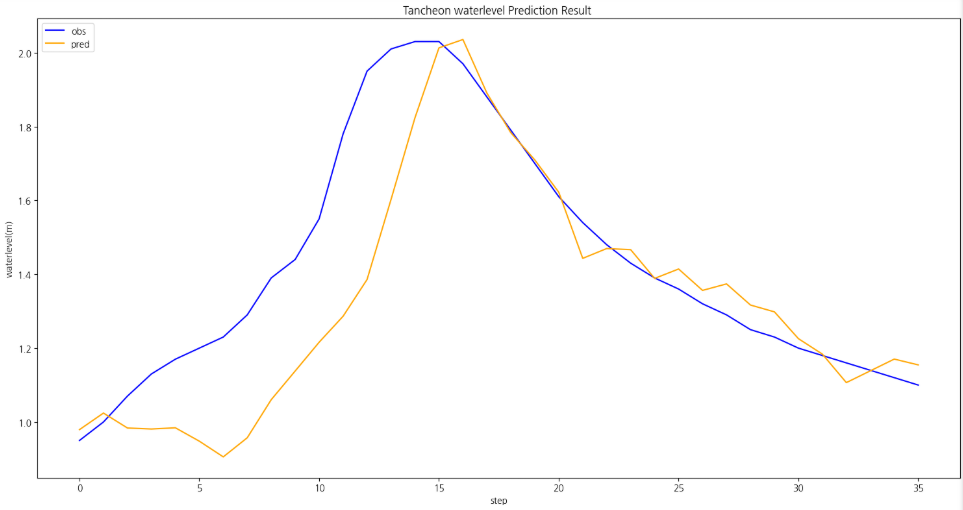 Tancheon waterlevel Prediction Result
obs
pred
waterlevel(m)
2.0
1.8
1.6
1.4
1.2
1.0
0 5 10 15 20 25 30 35
step